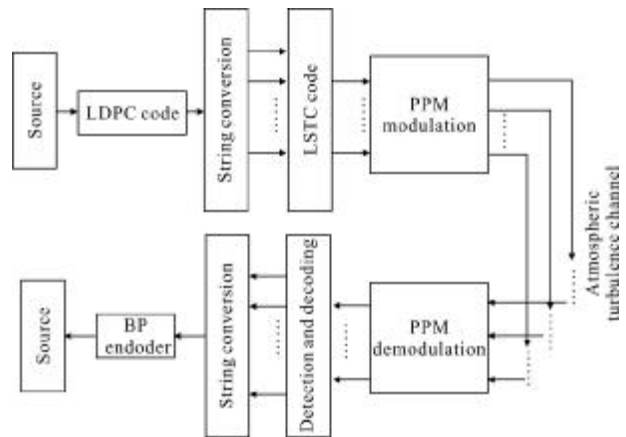 Source
LDPC code
String conversion
LSTC code
PPM
modulation
Atmospheric
turbulence channel
Source
BP
endoder
String conversion
Detection and decoding
PPM
demodulation